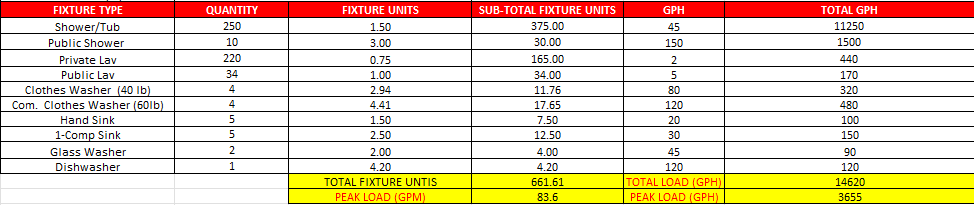 FIXTURE TYPE QUANTITY FIXTURE UNITS SUB-TOTAL FIXTURE UNITS GPH TOTAL GPH
Shower/Tub 250 1.50 375.00 45 11250
Public Shower 10 3.00 30.00 150 1500
Private Lav 220 0.75 165.00 2 440
Public Lav 34 1.00 34.00 5 170
Clothes Washer (40 lb) 4 2.94 11.76 80 320
Com. Clothes Washer (60lb) 4 4.41 17.65 120 480
Hand Sink 5 1.50 7.50 20 100
1-Comp Sink 5 2.50 12.50 30 150
Glass Washer 2 2.00 4.00 45 90
Dishwasher 1 4.20 4.20 120 120
TOTAL FIXTURE UNTIS 661.61 TOTAL LOAD (GPH) 14620
PEAK LOAD (GPM) 83.6 PEAK LOAD (GPH) 3655